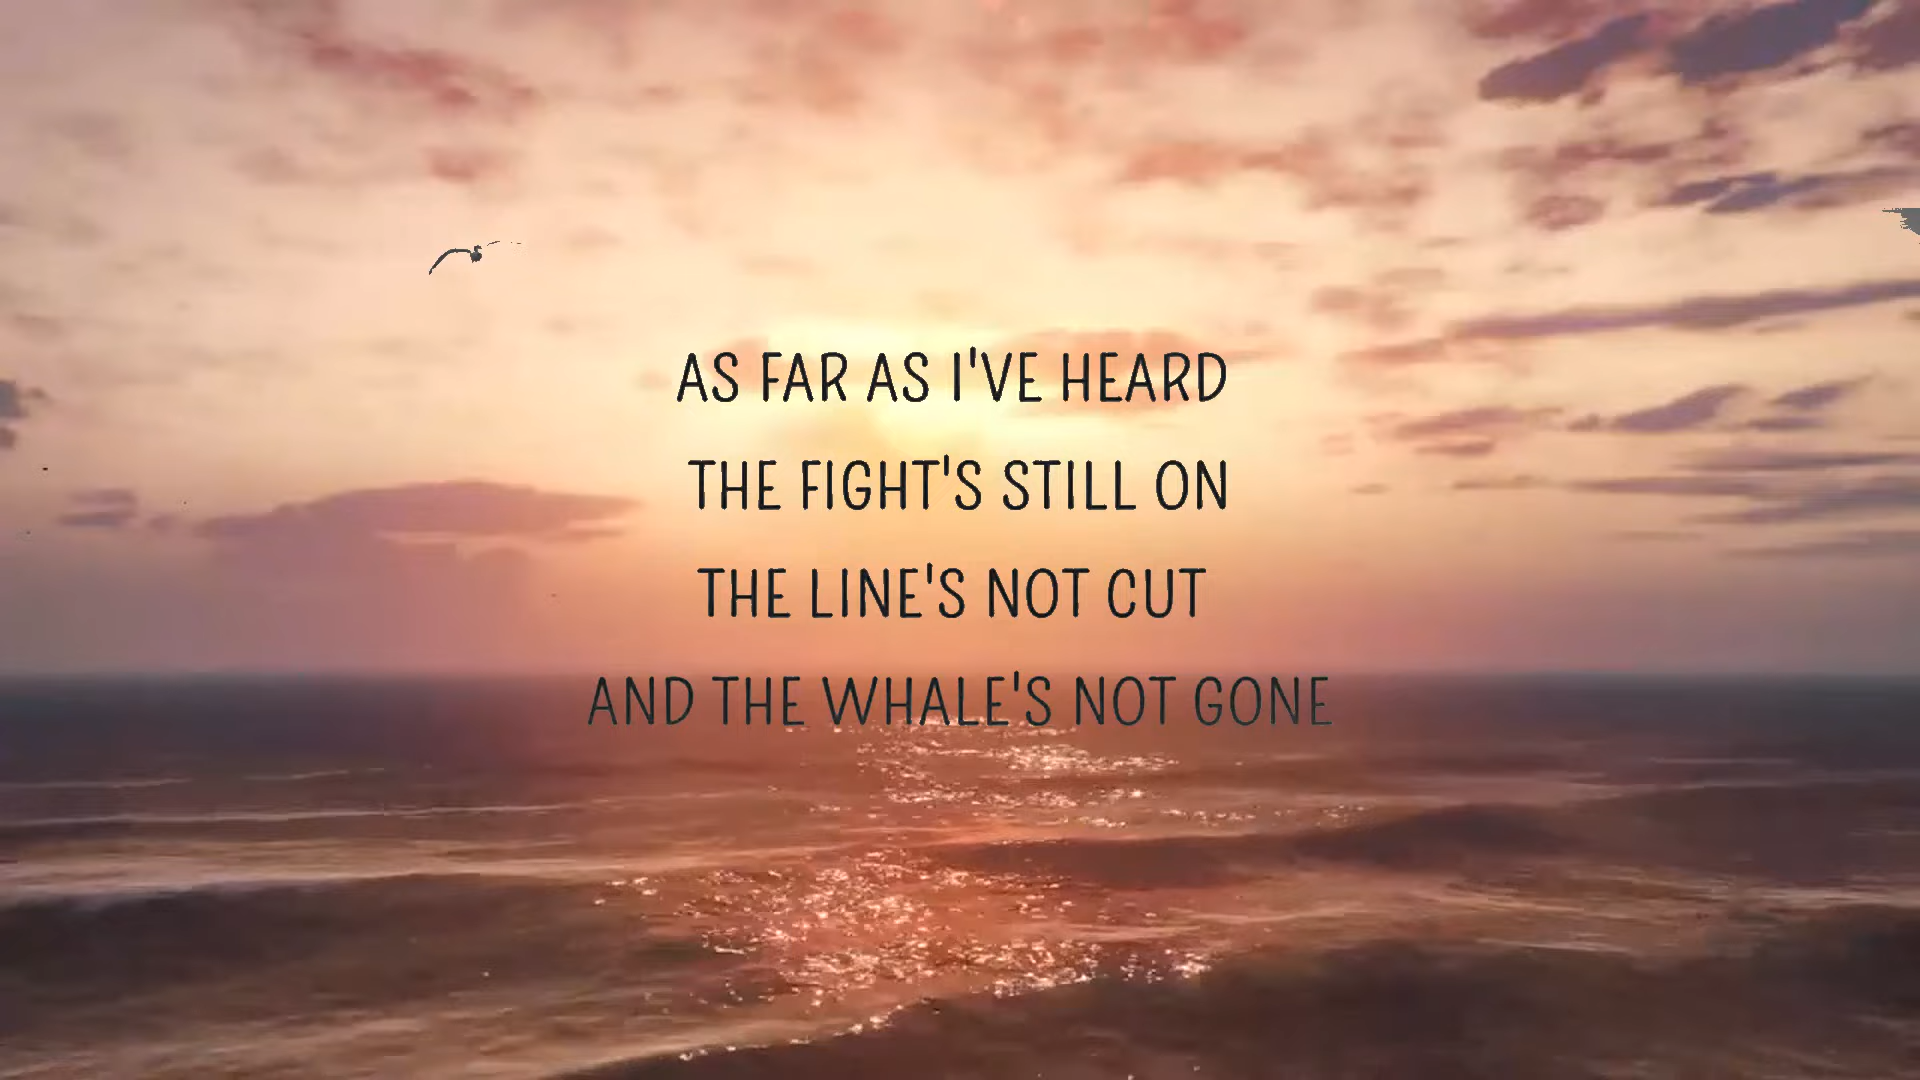 AS FAR AS I'VE HEARD
THE FIGHT'S STILL ON
THE LINE'S NOT CUT
AND THE WHALE'S NOT GONE